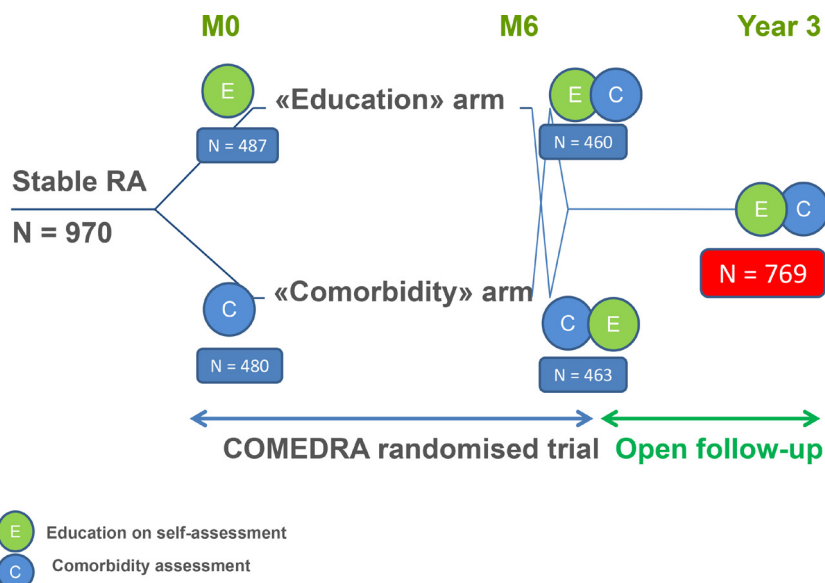 M0 M6 Year 3
E
«Education» arm
E C
N = 487
N = 460
Stable RA
N = 970
E C
N = 769
«Comorbidity» arm
C
C E
N = 480
N = 463
COMEDRA randomised trial Open follow-up
E Education on self-assessment
C Comorbidity assessment